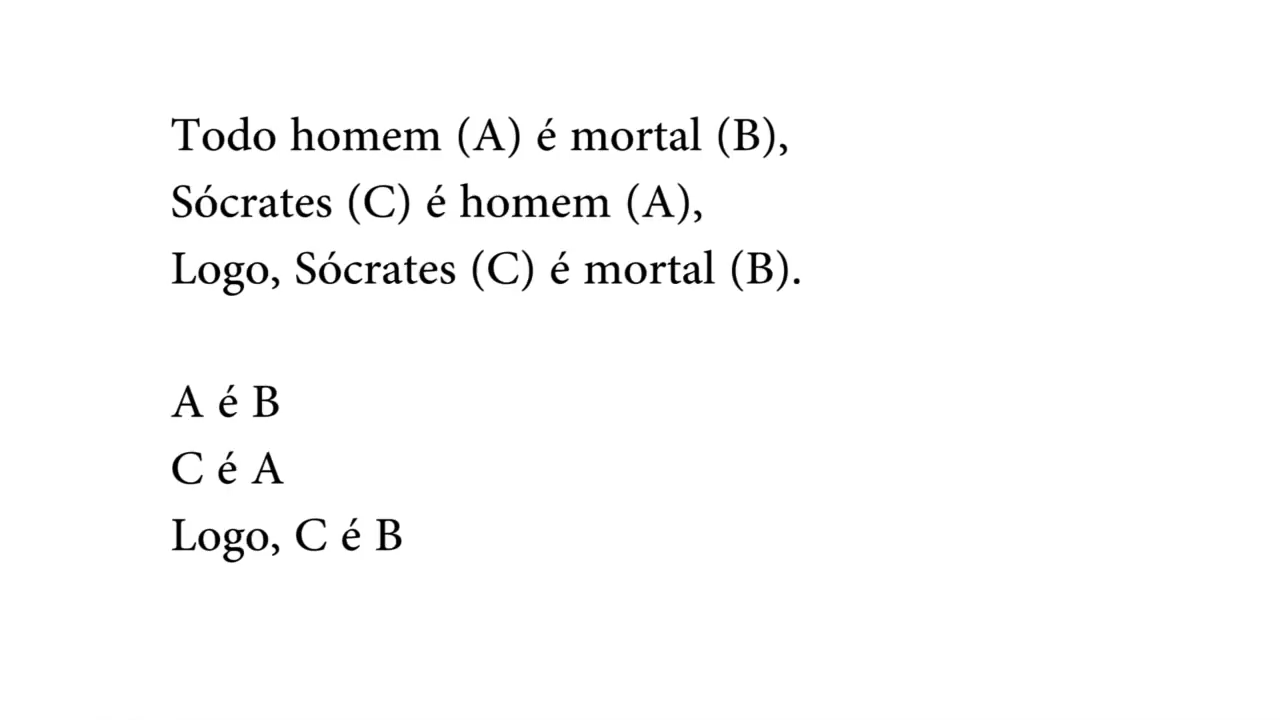 Todo homem (A) é mortal (B),
Sócrates (C) é homem (A),
Logo, Sócrates (C) é mortal (B).
A é B
C é A
Logo, C é B